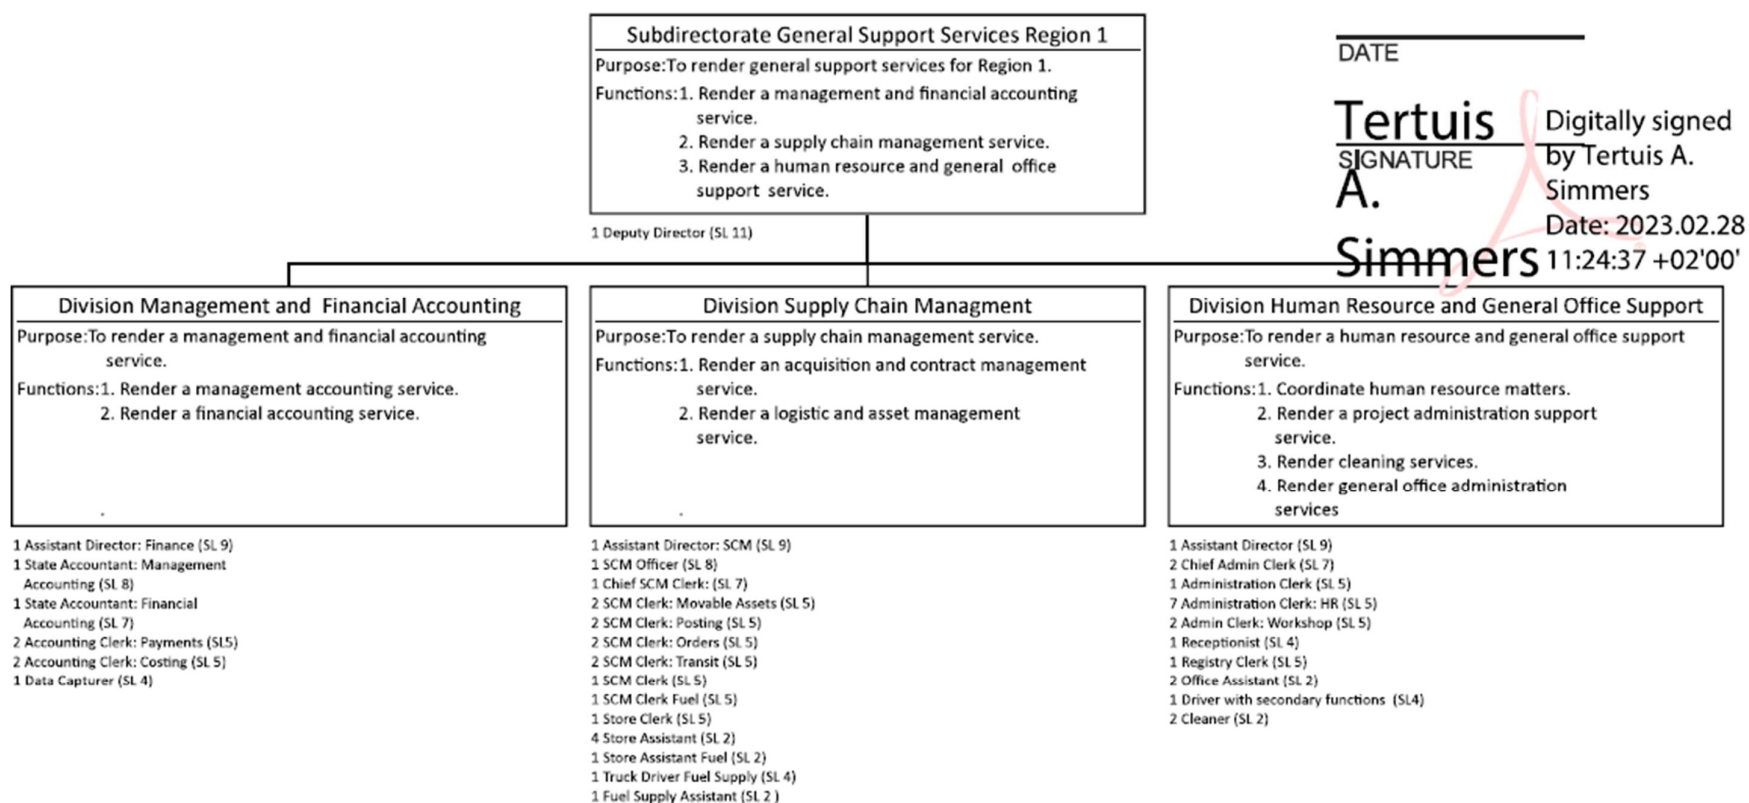 Subdirectorate General Support Services Region 1
Purpose:To render general support services for Region 1.
Functions:1. Render a management and financial accounting
service.
2. Render a supply chain management service.
3. Render a human resource and general office
support service.
1 Deputy Director (SL 11)
DATE
Tertuis
SIGNATURE
A.
Simmers
Digitally signed
by Tertuis A.
Simmers
Date: 2023.02.28
11:24:37 +02'00'
Division Management and Financial Accounting
Purpose:To render a management and financial accounting
service.
Functions:1. Render a management accounting service.
2. Render a financial accounting service.
.
1 Assistant Director: Finance (SL 9)
1 State Accountant: Management
Accounting (SL 8)
1 State Accountant: Financial
Accounting (SL 7)
2 Accounting Clerk: Payments (SL5)
2 Accounting Clerk: Costing (SL 5)
1 Data Capturer (SL 4)
Division Supply Chain Managment
Purpose:To render a supply chain management service.
Functions:1. Render an acquisition and contract management
service.
2. Render a logistic and asset management
service.
.
1 Assistant Director: SCM (SL 9)
1 SCM Officer (SL 8)
1 Chief SCM Clerk: (SL 7)
2 SCM Clerk: Movable Assets (SL 5)
2 SCM Clerk: Posting (SL 5)
2 SCM Clerk: Orders (SL 5)
2 SCM Clerk: Transit (SL 5)
1 SCM Clerk (SL 5)
1 SCM Clerk Fuel (SL 5)
1 Store Clerk (SL 5)
4 Store Assistant (SL 2)
1 Store Assistant Fuel (SL 2)
1 Truck Driver Fuel Supply (SL 4)
1 Fuel Supply Assistant (SL 2 )
Division Human Resource and General Office Support
Purpose:To render a human resource and general office support
service.
Functions:1. Coordinate human resource matters.
2. Render a project administration support
service.
3. Render cleaning services.
4. Render general office administration
services
1 Assistant Director (SL 9)
2 Chief Admin Clerk (SL 7)
1 Administration Clerk (SL 5)
7 Administration Clerk: HR (SL 5)
2 Admin Clerk: Workshop (SL 5)
1 Receptionist (SL 4)
1 Registry Clerk (SL 5)
2 Office Assistant (SL 2)
1 Driver with secondary functions (SL4)
2 Cleaner (SL 2)